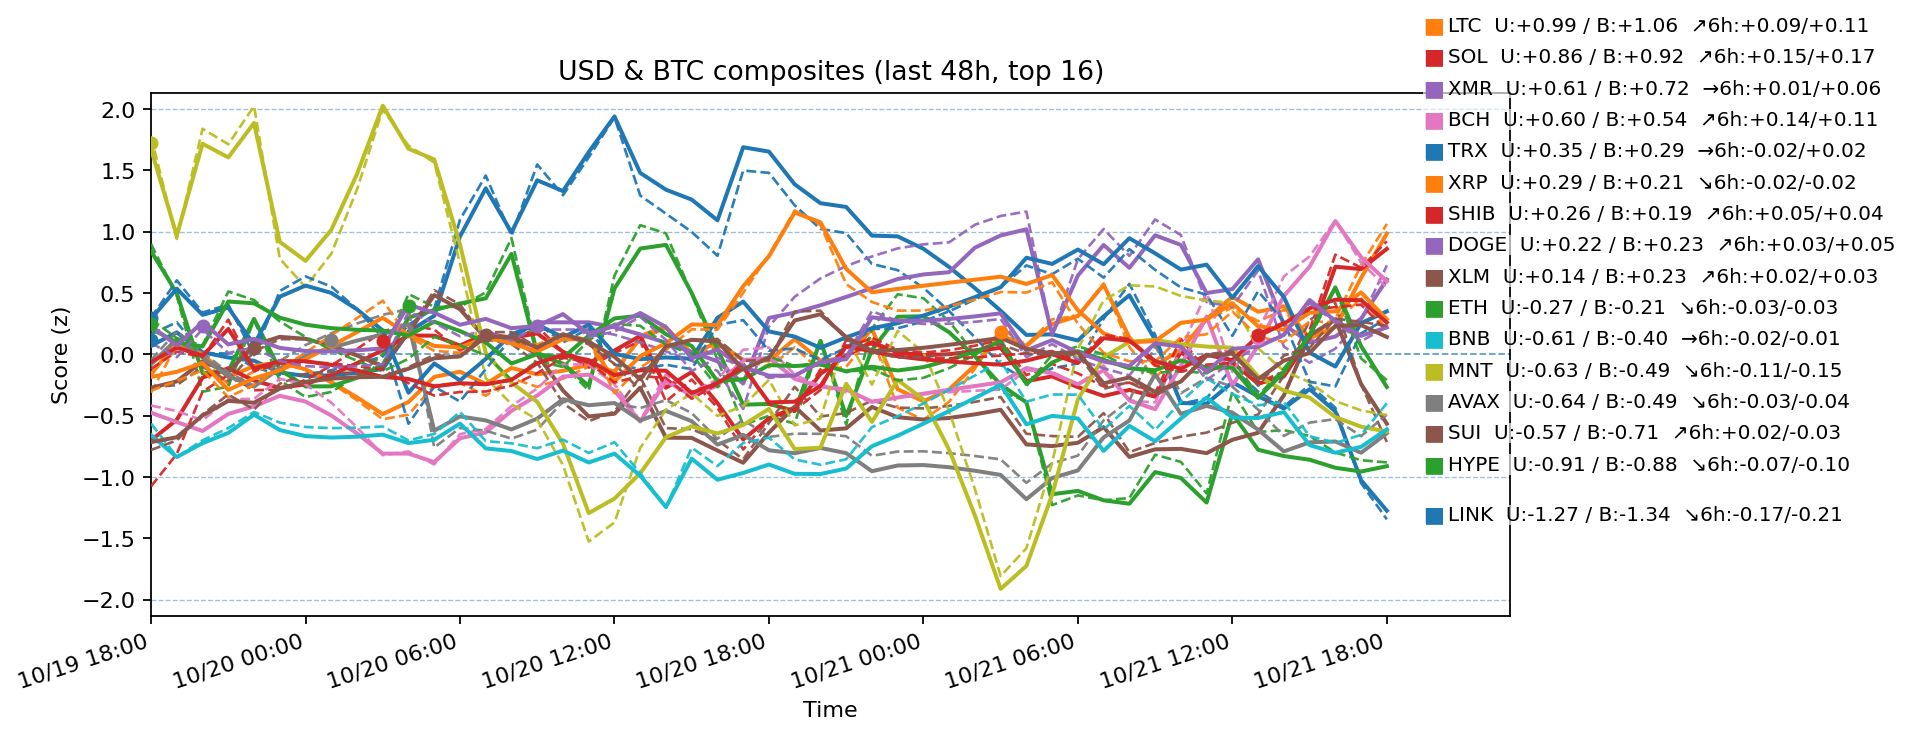 LTC  U:+0.99 / B:+1.06  ↗6h:+0.09/+0.11
SOL  U:+0.86 / B:+0.92  ↗6h:+0.15/+0.17
USD & BTC composites (last 48h, top 16)
XMR  U:+0.61 / B:+0.72  →6h:+0.01/+0.06
BCH  U:+0.60 / B:+0.54  ↗6h:+0.14/+0.11
TRX  U:+0.35 / B:+0.29  →6h:-0.02/+0.02
XRP  U:+0.29 / B:+0.21  ↘6h:-0.02/-0.02
SHIB  U:+0.26 / B:+0.19  ↗6h:+0.05/+0.04
DOGE  U:+0.22 / B:+0.23  ↗6h:+0.03/+0.05
XLM  U:+0.14 / B:+0.23  ↗6h:+0.02/+0.03
ETH  U:-0.27 / B:-0.21  ↘6h:-0.03/-0.03
BNB  U:-0.61 / B:-0.40  →6h:-0.02/-0.01
MNT  U:-0.63 / B:-0.49  ↘6h:-0.11/-0.15
AVAX  U:-0.64 / B:-0.49  ↘6h:-0.03/-0.04
SUI  U:-0.57 / B:-0.71  ↗6h:+0.02/-0.03
HYPE  U:-0.91 / B:-0.88  ↘6h:-0.07/-0.10
LINK  U:-1.27 / B:-1.34  ↘6h:-0.17/-0.21
Score (z)
2.0
1.5
1.0
0.5
0.0
−0.5
−1.0
−1.5
−2.0
10/19 18:00
10/20 00:00
10/20 06:00
10/20 12:00
10/20 18:00
10/21 00:00
10/21 06:00
10/21 12:00
10/21 18:00
Time